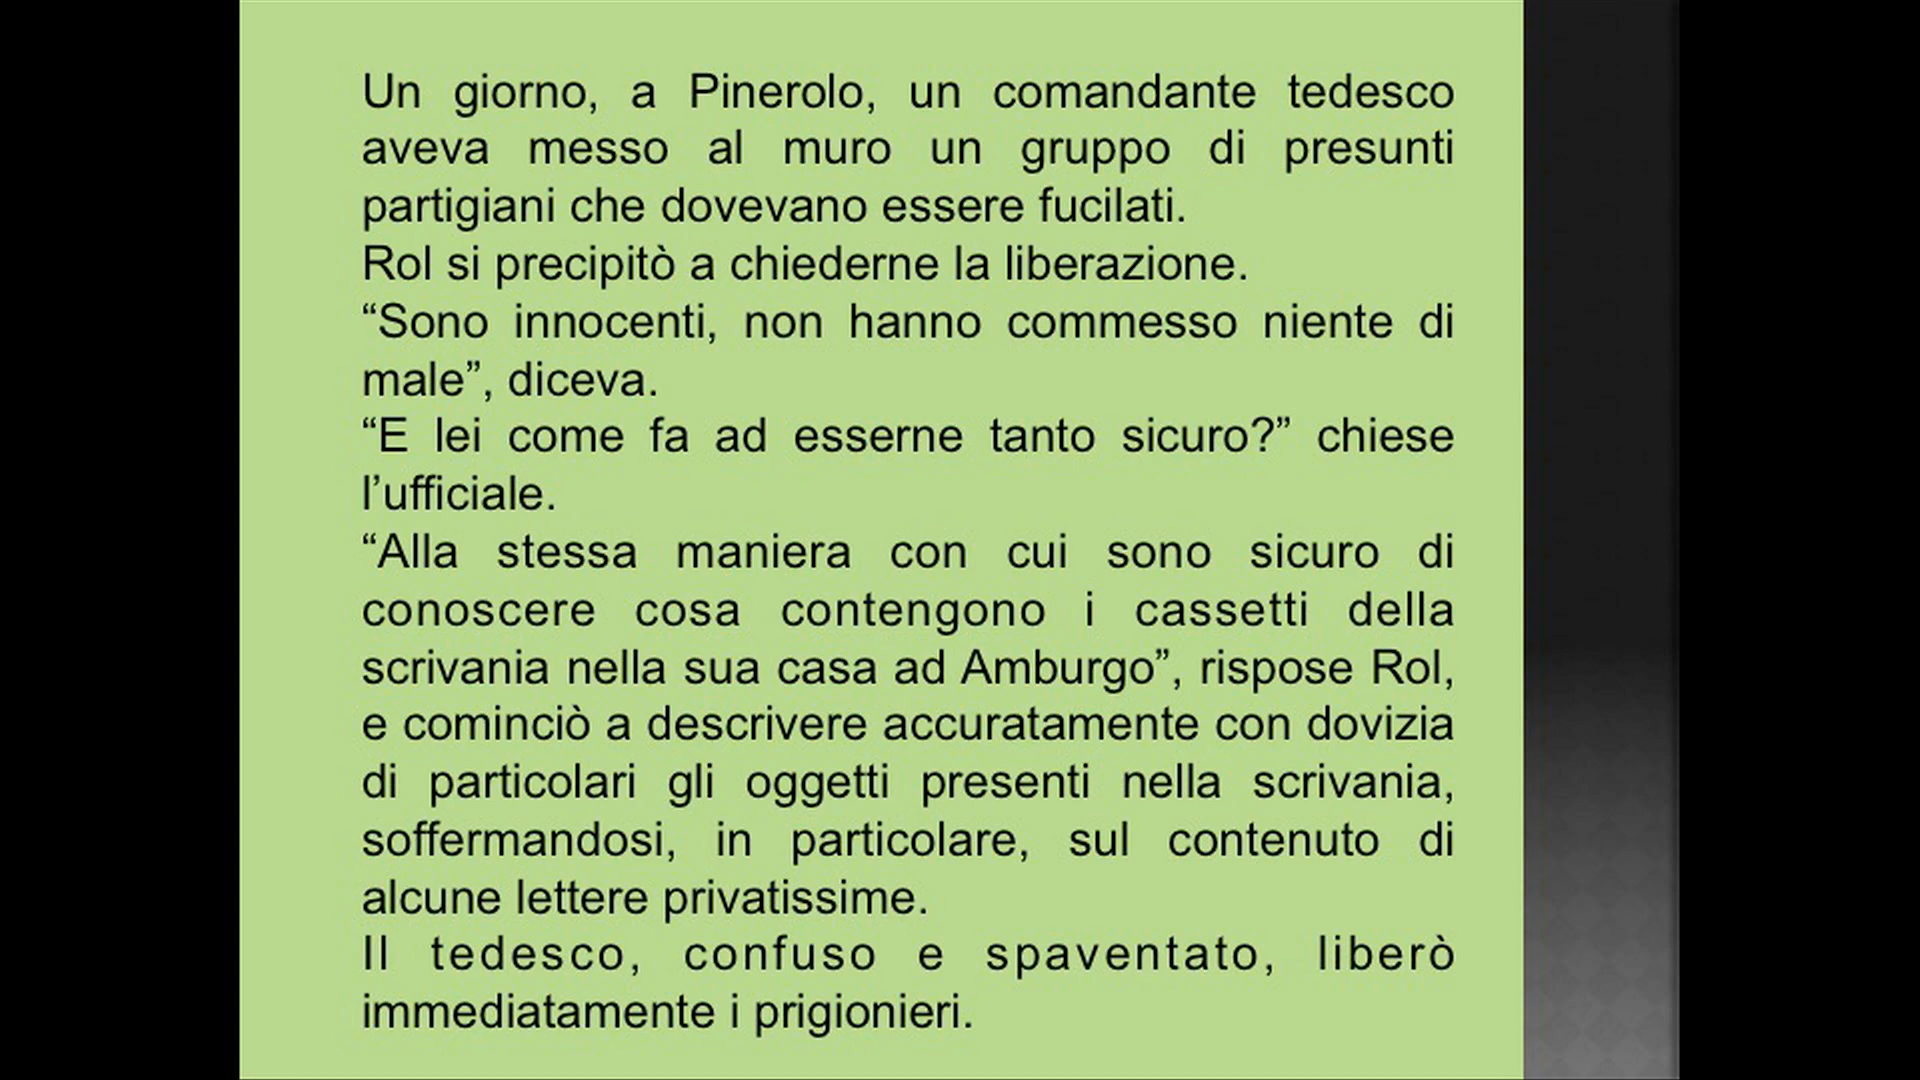 Un giorno, a Pinerolo, un comandante tedesco
aveva messo al muro un gruppo di presunti
partigiani che dovevano essere fucilati.
Rol si precipitò a chiederne la liberazione.
“Sono innocenti, non hanno commesso niente di
male”, diceva.
“E lei come fa ad esserne tanto sicuro?” chiese
l’ufficiale.
“Alla stessa maniera con cui sono sicuro di
conoscere cosa contengono i cassetti della
scrivania nella sua casa ad Amburgo”, rispose Rol,
e cominciò a descrivere accuratamente con dovizia
di particolari gli oggetti presenti nella scrivania,
soffermandosi, in particolare, sul contenuto di
alcune lettere privatissime.
Il tedesco, confuso e spaventato, liberò
immediatamente i prigionieri.